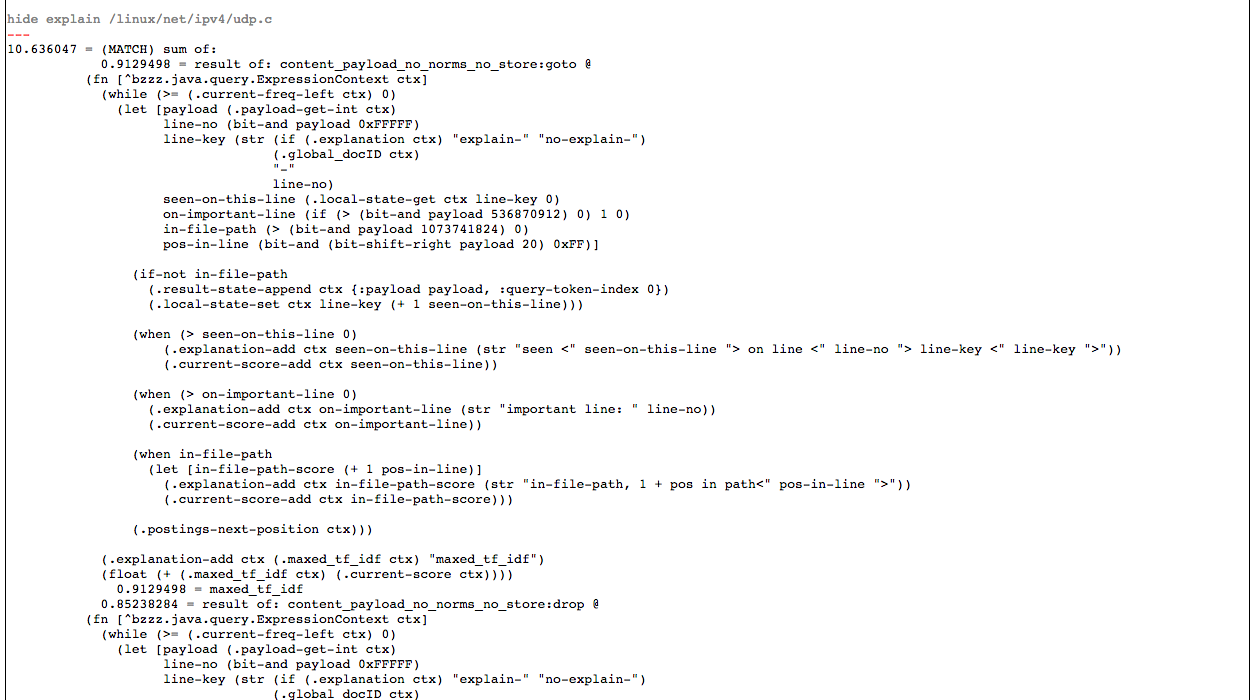 hide explain /linux/net/ipv4/udp.c
---
10.636047 = (MATCH) sum of:
            0.9129498 = result of: content_payload_no_norms_no_store:goto @
          (fn [^bzzz.java.query.ExpressionContext ctx]
            (while (>= (.current-freq-left ctx) 0)
              (let [payload (.payload-get-int ctx)
                    line-no (bit-and payload 0xFFFFF)
                    line-key (str (if (.explanation ctx) "explain-" "no-explain-")
                                  (.global_docID ctx)
                                  "-"
                                  line-no)
                    seen-on-this-line (.local-state-get ctx line-key 0)
                    on-important-line (if (> (bit-and payload 536870912) 0) 1 0)
                    in-file-path (> (bit-and payload 1073741824) 0)
                    pos-in-line (bit-and (bit-shift-right payload 20) 0xFF)]

                (if-not in-file-path
                  (.result-state-append ctx {:payload payload, :query-token-index 0})
                  (.local-state-set ctx line-key (+ 1 seen-on-this-line)))

                (when (> seen-on-this-line 0)
                    (.explanation-add ctx seen-on-this-line (str "seen <" seen-on-this-line "> on line <" line-no "> line-key <" line-key ">"))
                    (.current-score-add ctx seen-on-this-line))

                (when (> on-important-line 0)
                  (.explanation-add ctx on-important-line (str "important line: " line-no))
                  (.current-score-add ctx on-important-line))

                (when in-file-path
                  (let [in-file-path-score (+ 1 pos-in-line)]
                    (.explanation-add ctx in-file-path-score (str "in-file-path, 1 + pos in path<" pos-in-line ">"))
                    (.current-score-add ctx in-file-path-score)))

                (.postings-next-position ctx)))

            (.explanation-add ctx (.maxed_tf_idf ctx) "maxed_tf_idf")
            (float (+ (.maxed_tf_idf ctx) (.current-score ctx))))
              0.9129498 = maxed_tf_idf
            0.85238284 = result of: content_payload_no_norms_no_store:drop @
          (fn [^bzzz.java.query.ExpressionContext ctx]
            (while (>= (.current-freq-left ctx) 0)
              (let [payload (.payload-get-int ctx)
                    line-no (bit-and payload 0xFFFFF)
                    line-key (str (if (.explanation ctx) "explain-" "no-explain-")
                                  (.global_docID ctx)